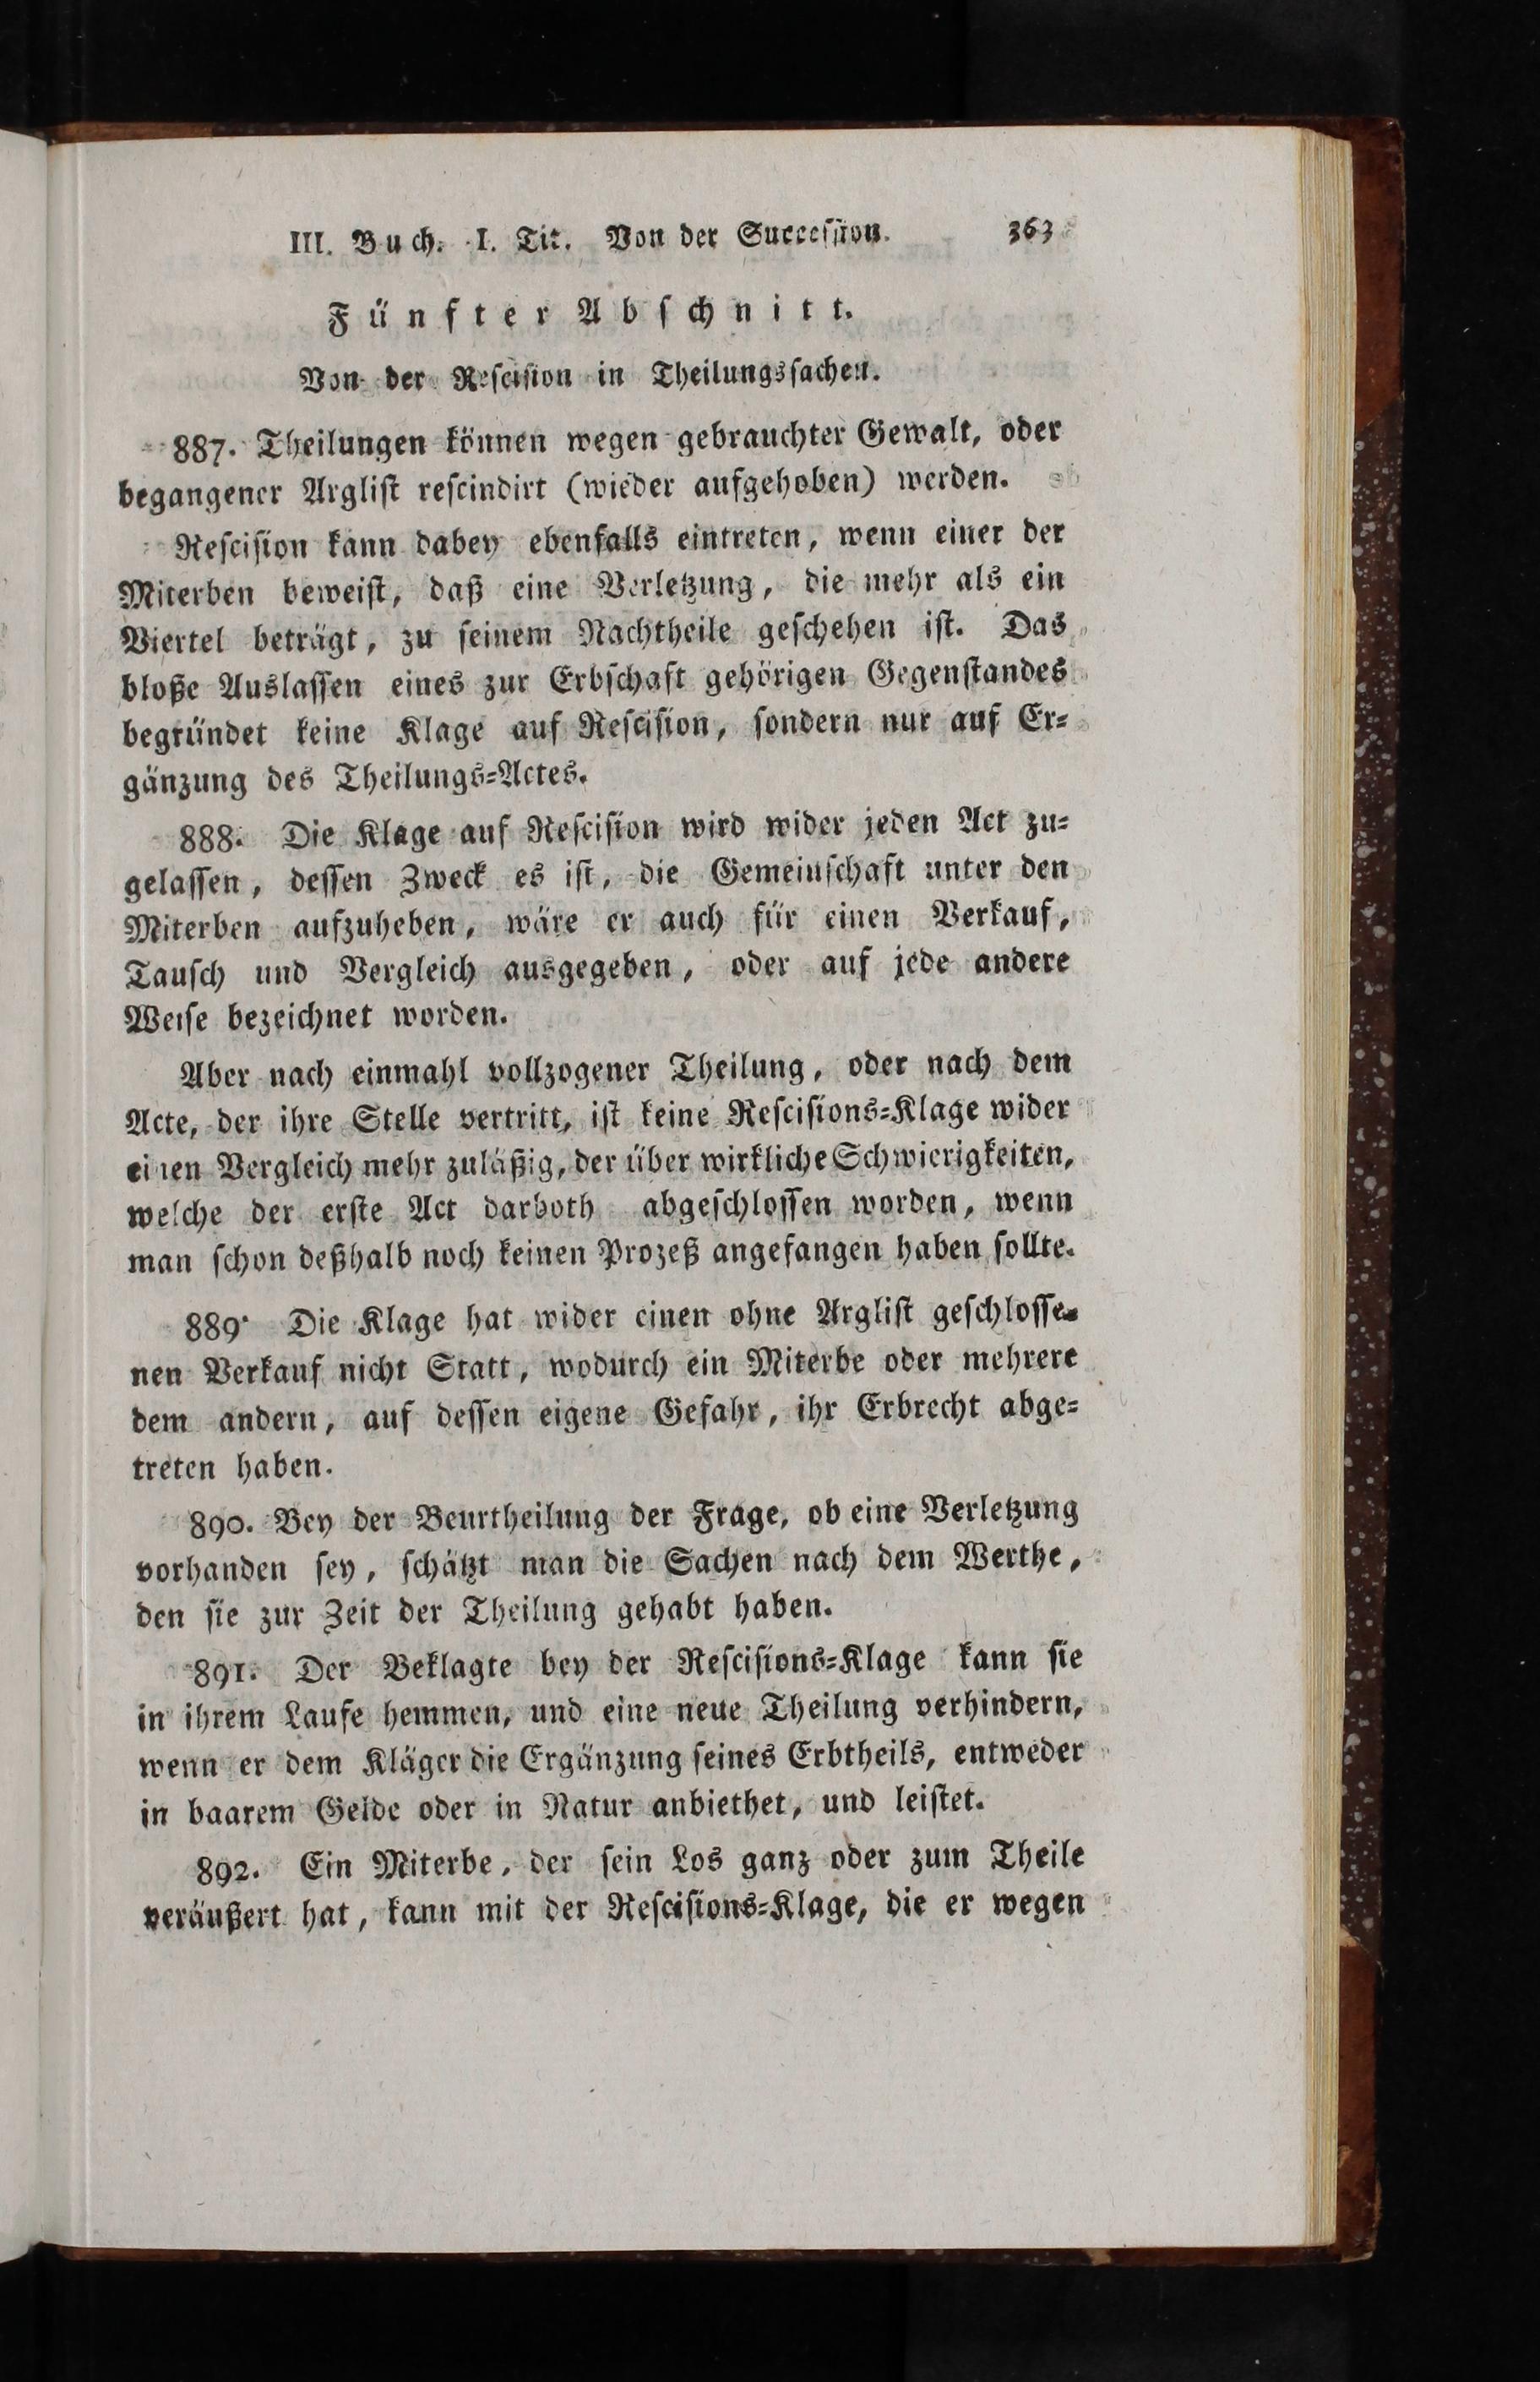 III. Buch. I. Tit. Von der Succeſſion. 363
Fünfter Abſchnitt.
Von der Reſciſion in Theilungsſachen.
887. Theilungen können wegen gebrauchter Gewalt, oder
begangener Argliſt reſcindirt (wieder aufgehoben) werden.
Reſciſion kann dabey ebenfalls eintreten, wenn einer der
Miterben beweiſt, daß eine Verletzung, die mehr als ein
Viertel beträgt, zu ſeinem Nachtheile geſchehen iſt. Das
bloße Auslaſſen eines zur Erbſchaft gehörigen Gegenſtandes
begründet keine Klage auf Reſciſion, ſondern nur auf Er=
gänzung des Theilungs=Actes.
888. Die Klage auf Reſciſion wird wider jeden Act zu=
gelaſſen, deſſen Zweck es iſt, die Gemeinſchaft unter den
Miterben aufzuheben, wäre er auch für einen Verkauf,
Tauſch und Vergleich ausgegeben, oder auf jede andere
Weiſe bezeichnet worden.
Aber nach einmahl vollzogener Theilung, oder nach dem
Acte, der ihre Stelle vertritt, iſt keine Reſciſions=Klage wider
einen Vergleich mehr zuläßig, der über wirkliche Schwierigkeiten,
welche der erſte Act darboth abgeſchloſſen worden, wenn
man ſchon deßhalb noch keinen Prozeß angefangen haben ſollte.
889. Die Klage hat wider einen ohne Argliſt geſchloſſe=
nen Verkauf nicht Statt, wodurch ein Miterbe oder mehrere
dem andern, auf deſſen eigene Gefahr, ihr Erbrecht abge=
treten haben.
890. Bey der Beurtheilung der Frage, ob eine Verletzung
vorhanden ſey, ſchätzt man die Sachen nach dem Werthe,
den ſie zur Zeit der Theilung gehabt haben.
891. Der Beklagte bey der Reſciſions=Klage kann ſie
in ihrem Laufe hemmen, und eine neue Theilung verhindern,
wenn er dem Kläger die Ergänzung ſeines Erbtheils, entweder
in baarem Gelde oder in Natur anbiethet, und leiſtet.
892. Ein Miterbe, der ſein Los ganz oder zum Theile
veräußert hat, kann mit der Reſciſions=Klage, die er wegen